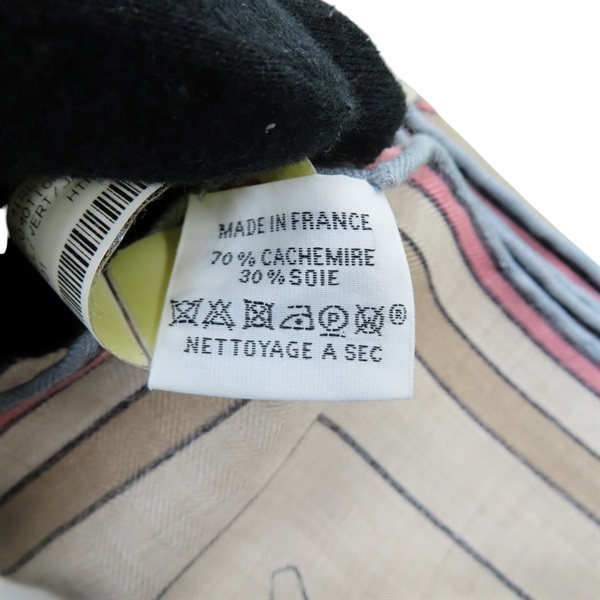 MADE IN FRANCE
70% CACHEMIRE
30% SOIE
®
NETTOYAGE A SEC